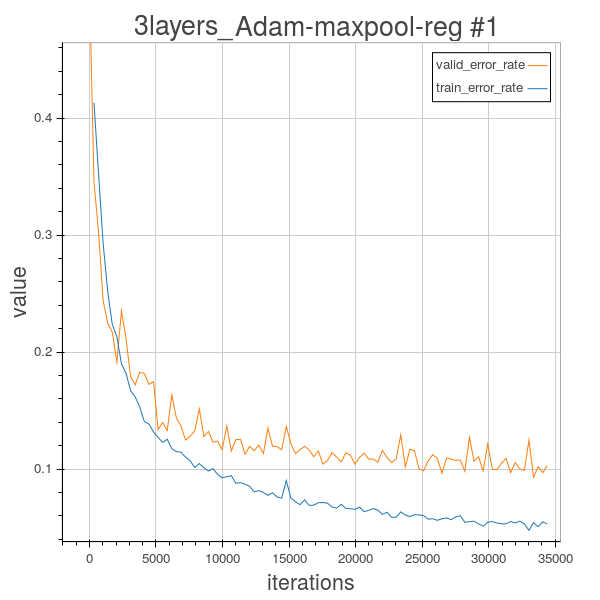 3layers_Adam-maxpool-reg #1
valid_error_rate
train_error_rate
0.4
0.3
0.2
0.1
value
0 5000 10000 15000 20000 25000 30000 35000
iterations